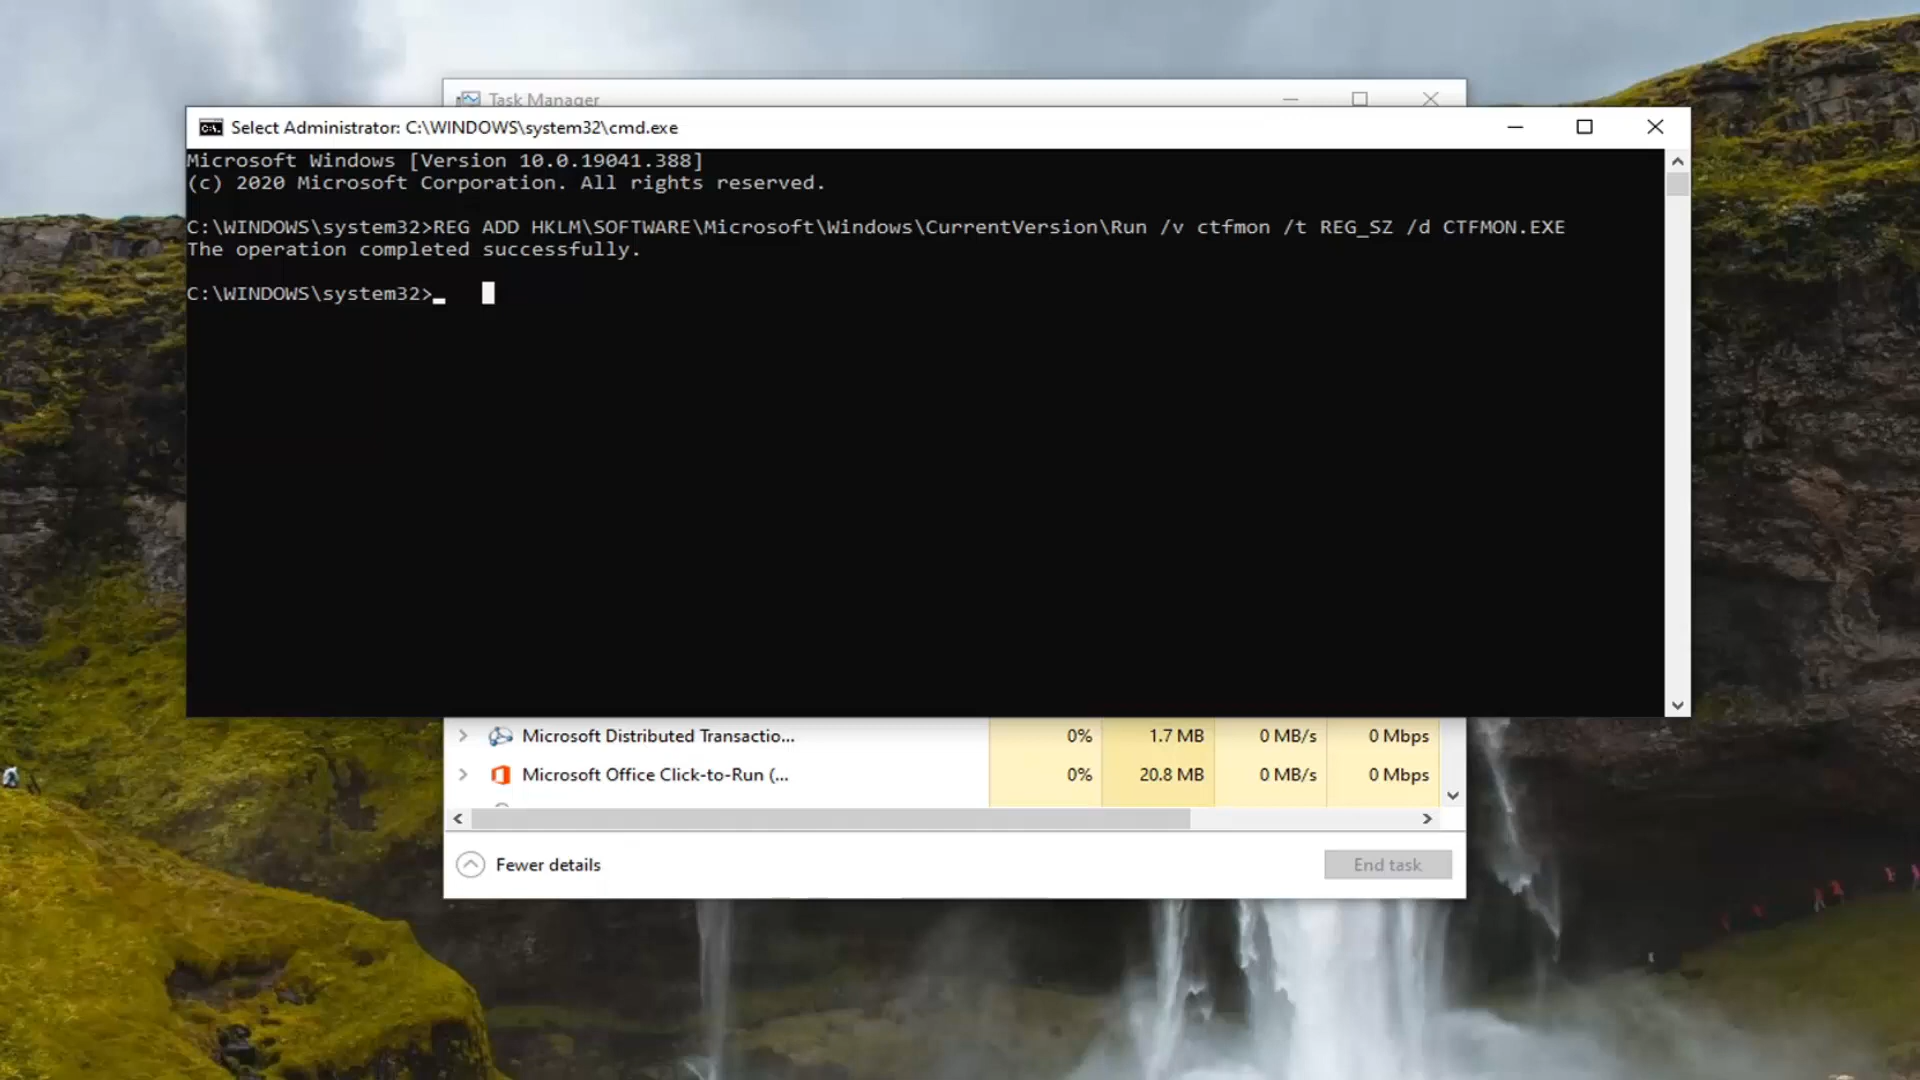 Task Manager
Select Administrator: C:\WINDOWS\system32\cmd.exe
Microsoft Windows [Version 10.0.19041.388]
(c) 2020 Microsoft Corporation. All rights reserved.
C:\WINDOWS\system32>REG ADD HKLM\SOFTWARE\Microsoft\Windows\CurrentVersion\Run /v ctfmon /t REG_SZ /d CTFMON.EXE
The operation completed successfully.
C:\WINDOWS\system32>
Microsoft Distributed Transactio... 0% 1.7 MB 0 MB/s 0 Mbps
Microsoft Office Click-to-Run (... 0% 20.8 MB 0 MB/s 0 Mbps
Fewer details End task